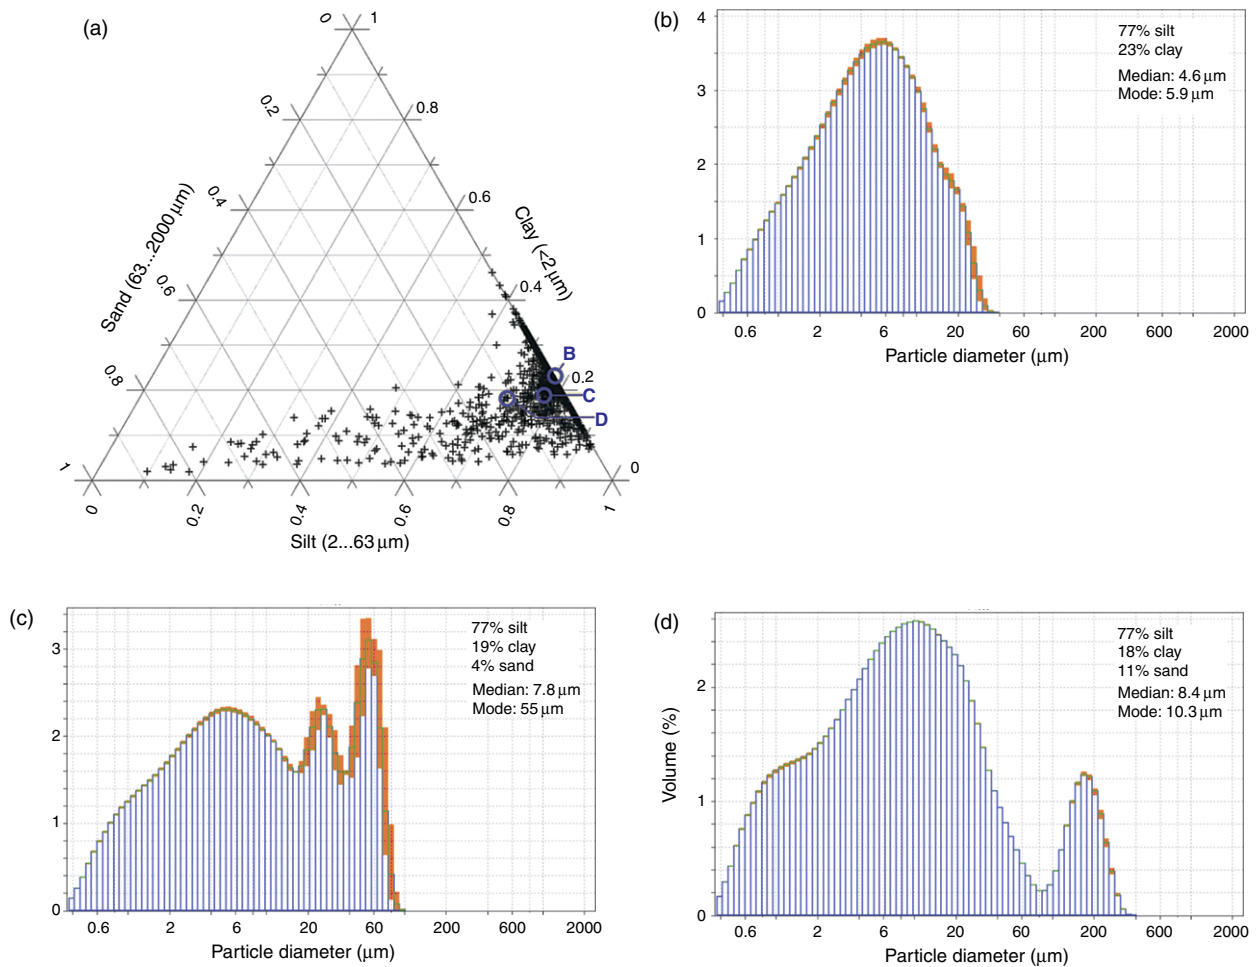 (a)
0
1
0.2
0.8
0.4
0.6
Sand (63...2000 µm)
Clay (<2 µm)
0.6
0.4
0.8
B
0.2
C
D
1
0
0
0.2
0.4
0.6
0.8
1
Silt (2...63 µm)
(b)
4
3
2
1
0
77% silt
23% clay
Median: 4.6 µm
Mode: 5.9 µm
0.6 2 6 20 60 200 600 2000
Particle diameter (µm)
(c)
3
2
1
0
77% silt
19% clay
4% sand
Median: 7.8 µm
Mode: 55 µm
0.6 2 6 20 60 200 600 2000
Particle diameter (µm)
(d)
Volume (%)
2
1
0
77% silt
18% clay
11% sand
Median: 8.4 µm
Mode: 10.3 µm
0.6 2 6 20 60 200 600 2000
Particle diameter (µm)